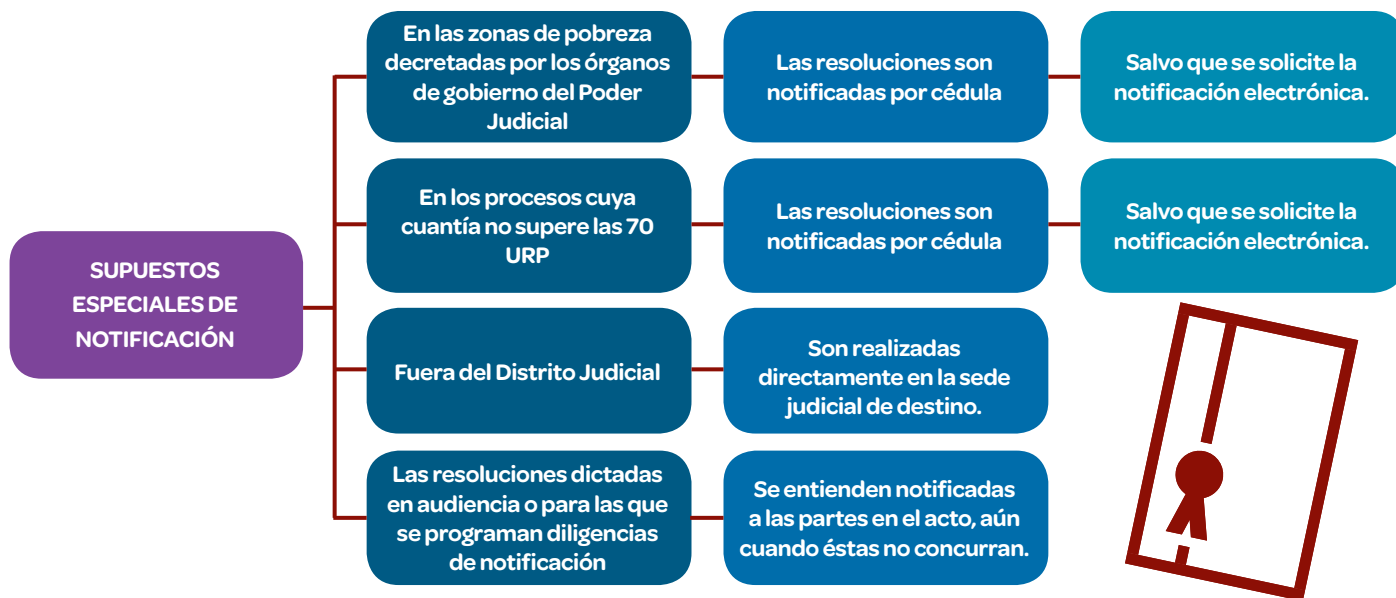 SUPUESTOS
ESPECIALES DE
NOTIFICACIÓN
En las zonas de pobreza
decretadas por los órganos
de gobierno del Poder
Judicial
Las resoluciones son
notificadas por cédula
Salvo que se solicite la
notificación electrónica.
En los procesos cuya
cuantía no supere las 70
URP
Las resoluciones son
notificadas por cédula
Salvo que se solicite la
notificación electrónica.
Fuera del Distrito Judicial
Son realizadas
directamente en la sede
judicial de destino.
Las resoluciones dictadas
en audiencia o para las que
se programan diligencias
de notificación
Se entienden notificadas
a las partes en el acto, aún
cuando éstas no concurran.